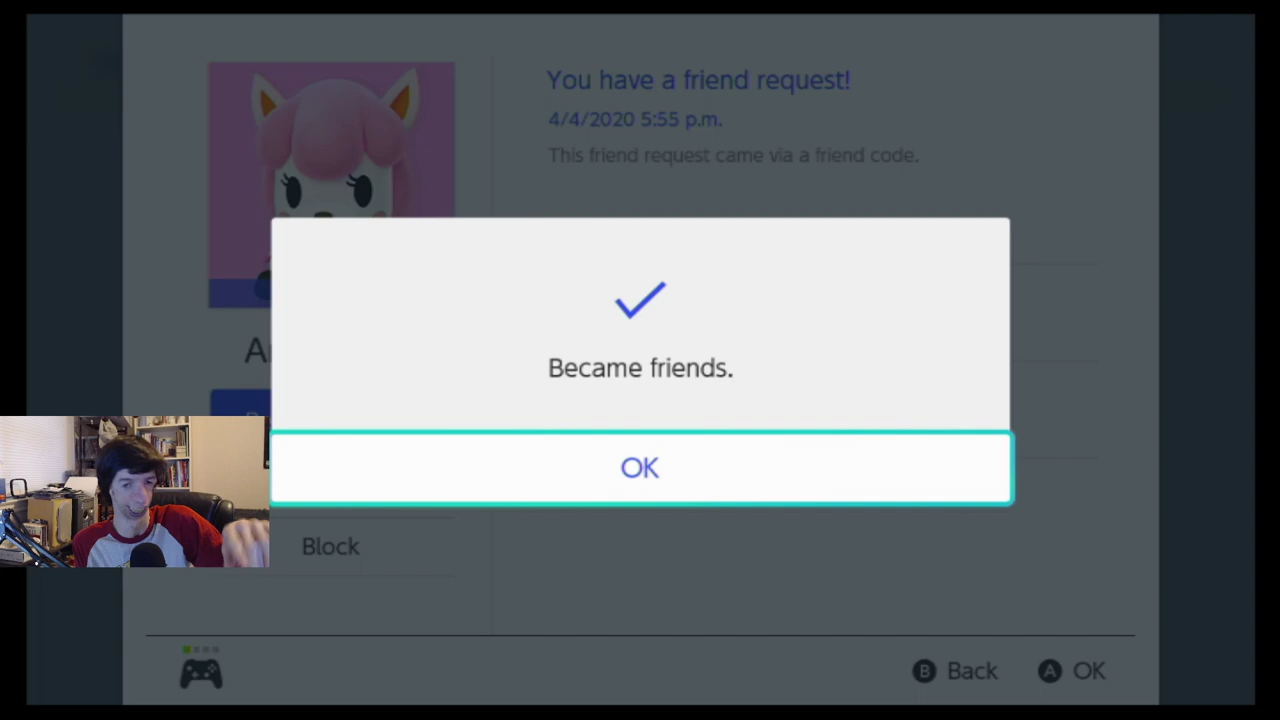 You have a friend request!
4/4/2020 5:55 p.m.
This friend request came via a friend code.
Became friends.
OK
Block
B Back
A OK